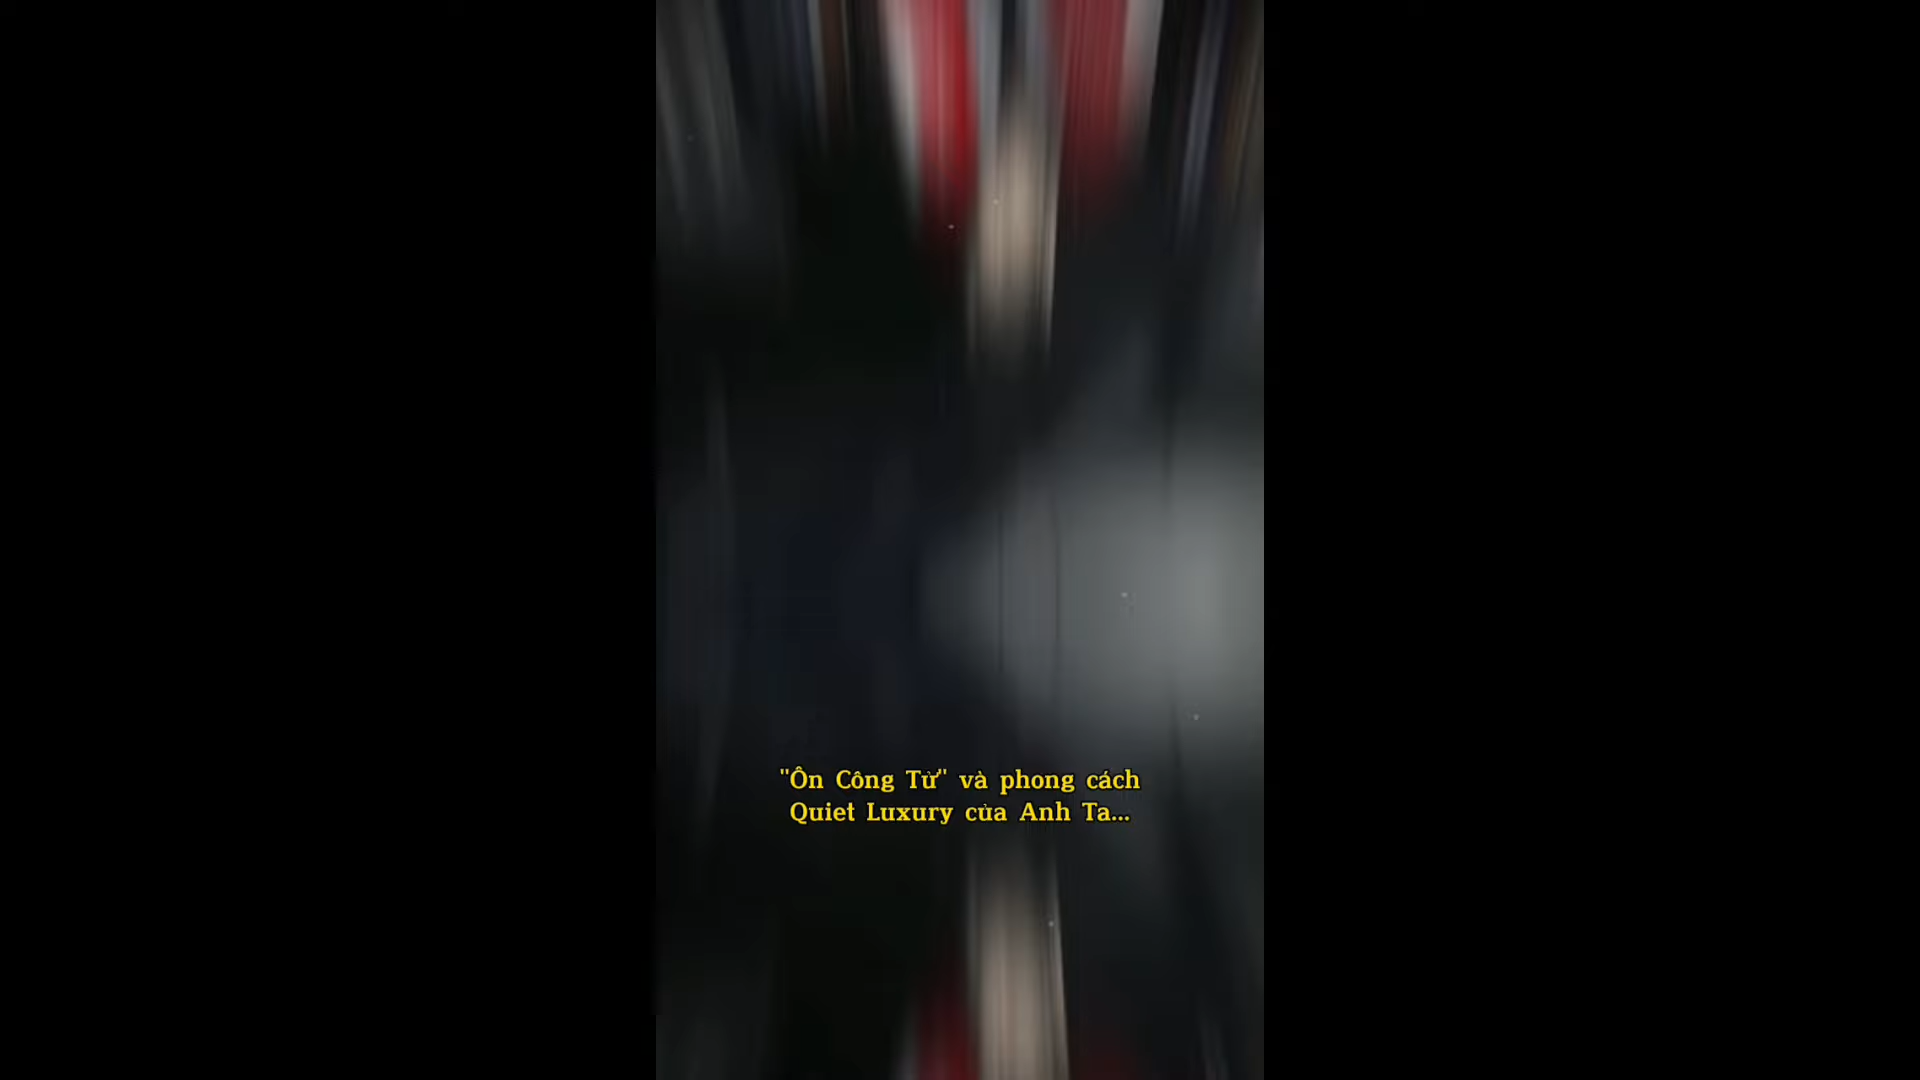 "Ôn Công Tử" và phong cách
Quiet Luxury của Anh Ta...